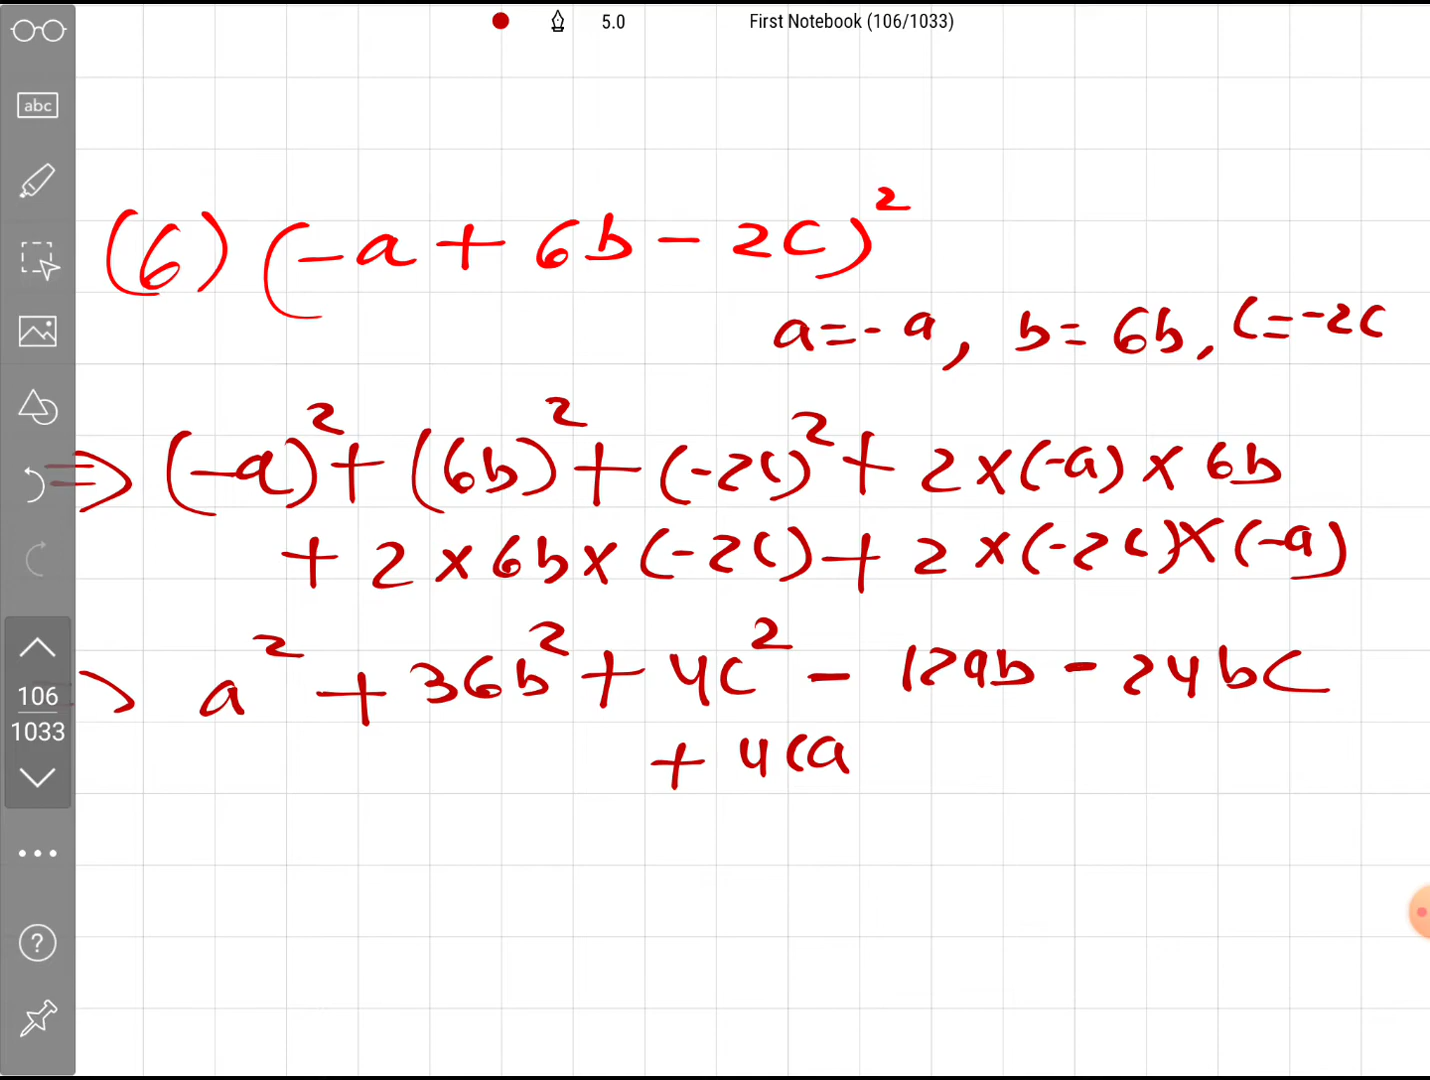 5.0 First Notebook (106/1033)
abc
(6) (-a + 6b - 2c)²
a = -a, b = 6b, c = -2c
⇒ (-a)² + (6b)² + (-2c)² + 2 × (-a) × 6b
+ 2 × 6b × (-2c) + 2 × (-2c) × (-a)
⇒ a² + 36b² + 4c² - 12ab - 24bc
+ 4ca
106
1033
?